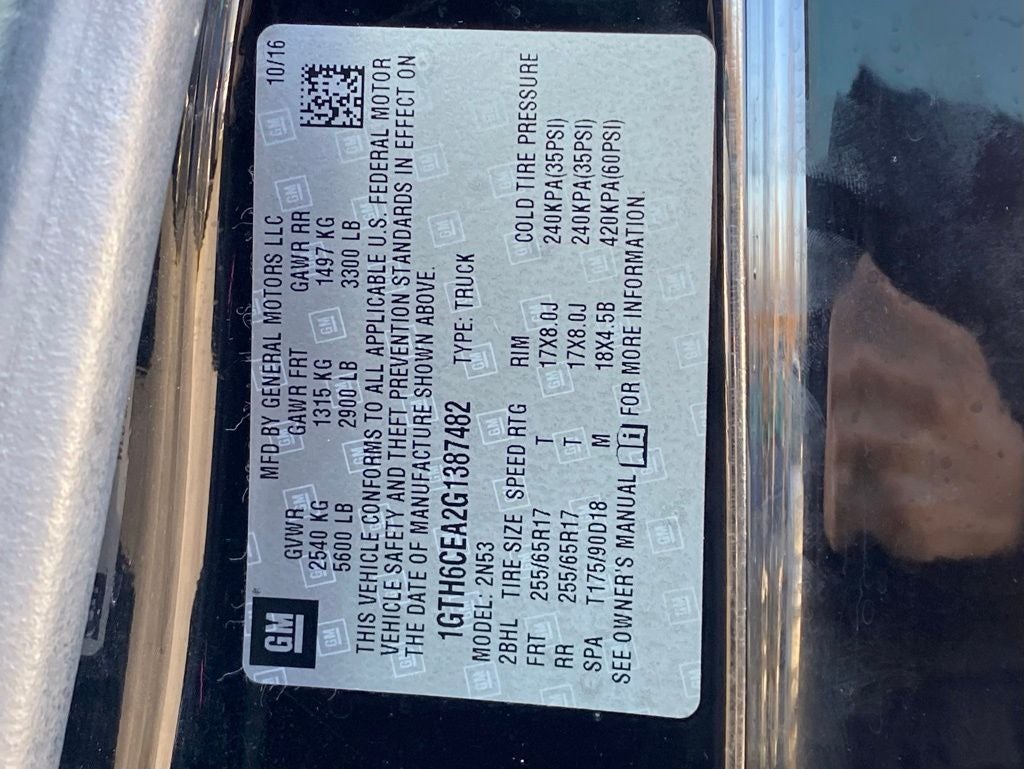 GM
MFD BY GENERAL MOTORS LLC 10/16
GVWR GAWR FRT GAWR RR
2540 KG 1315 KG 1497 KG
5600 LB 2900 LB 3300 LB
THIS VEHICLE CONFORMS TO ALL APPLICABLE U.S. FEDERAL MOTOR
VEHICLE SAFETY AND THEFT PREVENTION STANDARDS IN EFFECT ON
THE DATE OF MANUFACTURE SHOWN ABOVE.
1GTH6CEA2G1387482 TYPE: TRUCK
MODEL: 2N53
2BHL TIRE SIZE SPEED RTG RIM COLD TIRE PRESSURE
FRT 255/65R17 T 17X8.0J 240KPA(35PSI)
RR 255/65R17 T 17X8.0J 240KPA(35PSI)
SPA T175/90D18 M 18X4.5B 420KPA(60PSI)
SEE OWNER'S MANUAL i FOR MORE INFORMATION.